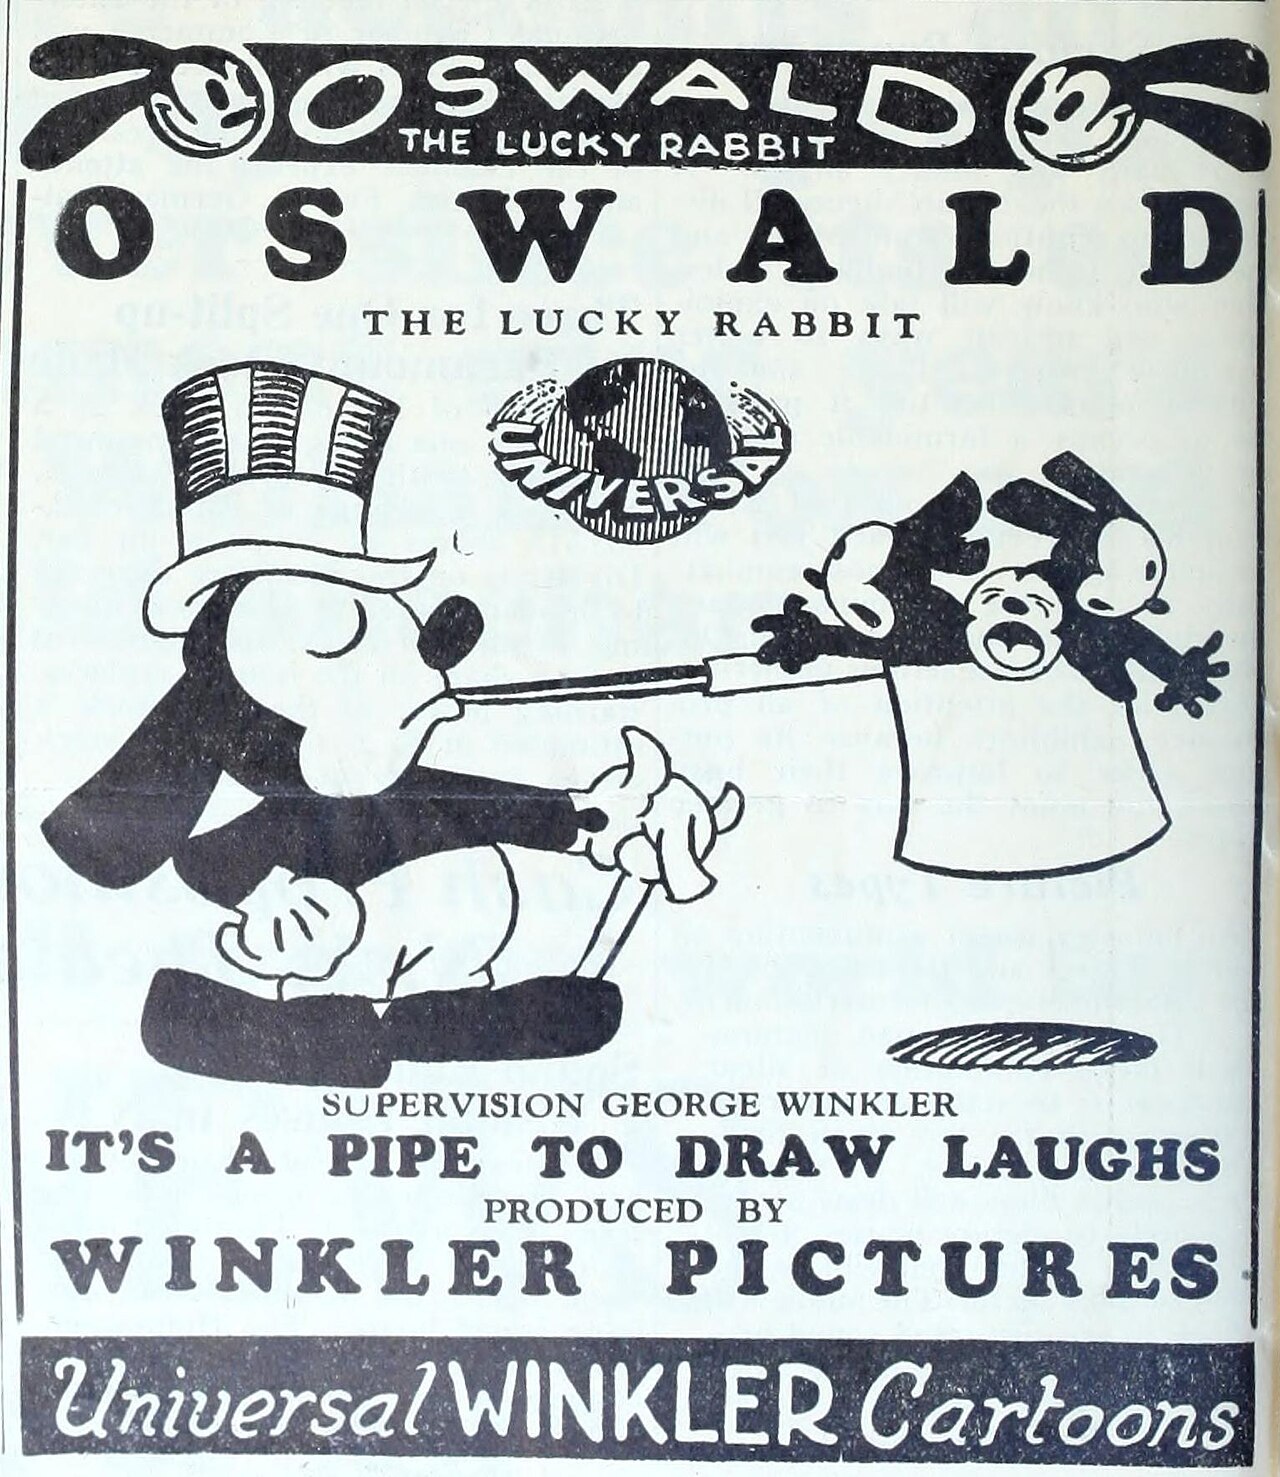 OSWALD
THE LUCKY RABBIT
OSWALD
THE LUCKY RABBIT
UNIVERSAL
SUPERVISION GEORGE WINKLER
IT'S A PIPE TO DRAW LAUGHS
PRODUCED BY
WINKLER PICTURES
Universal WINKLER Cartoons